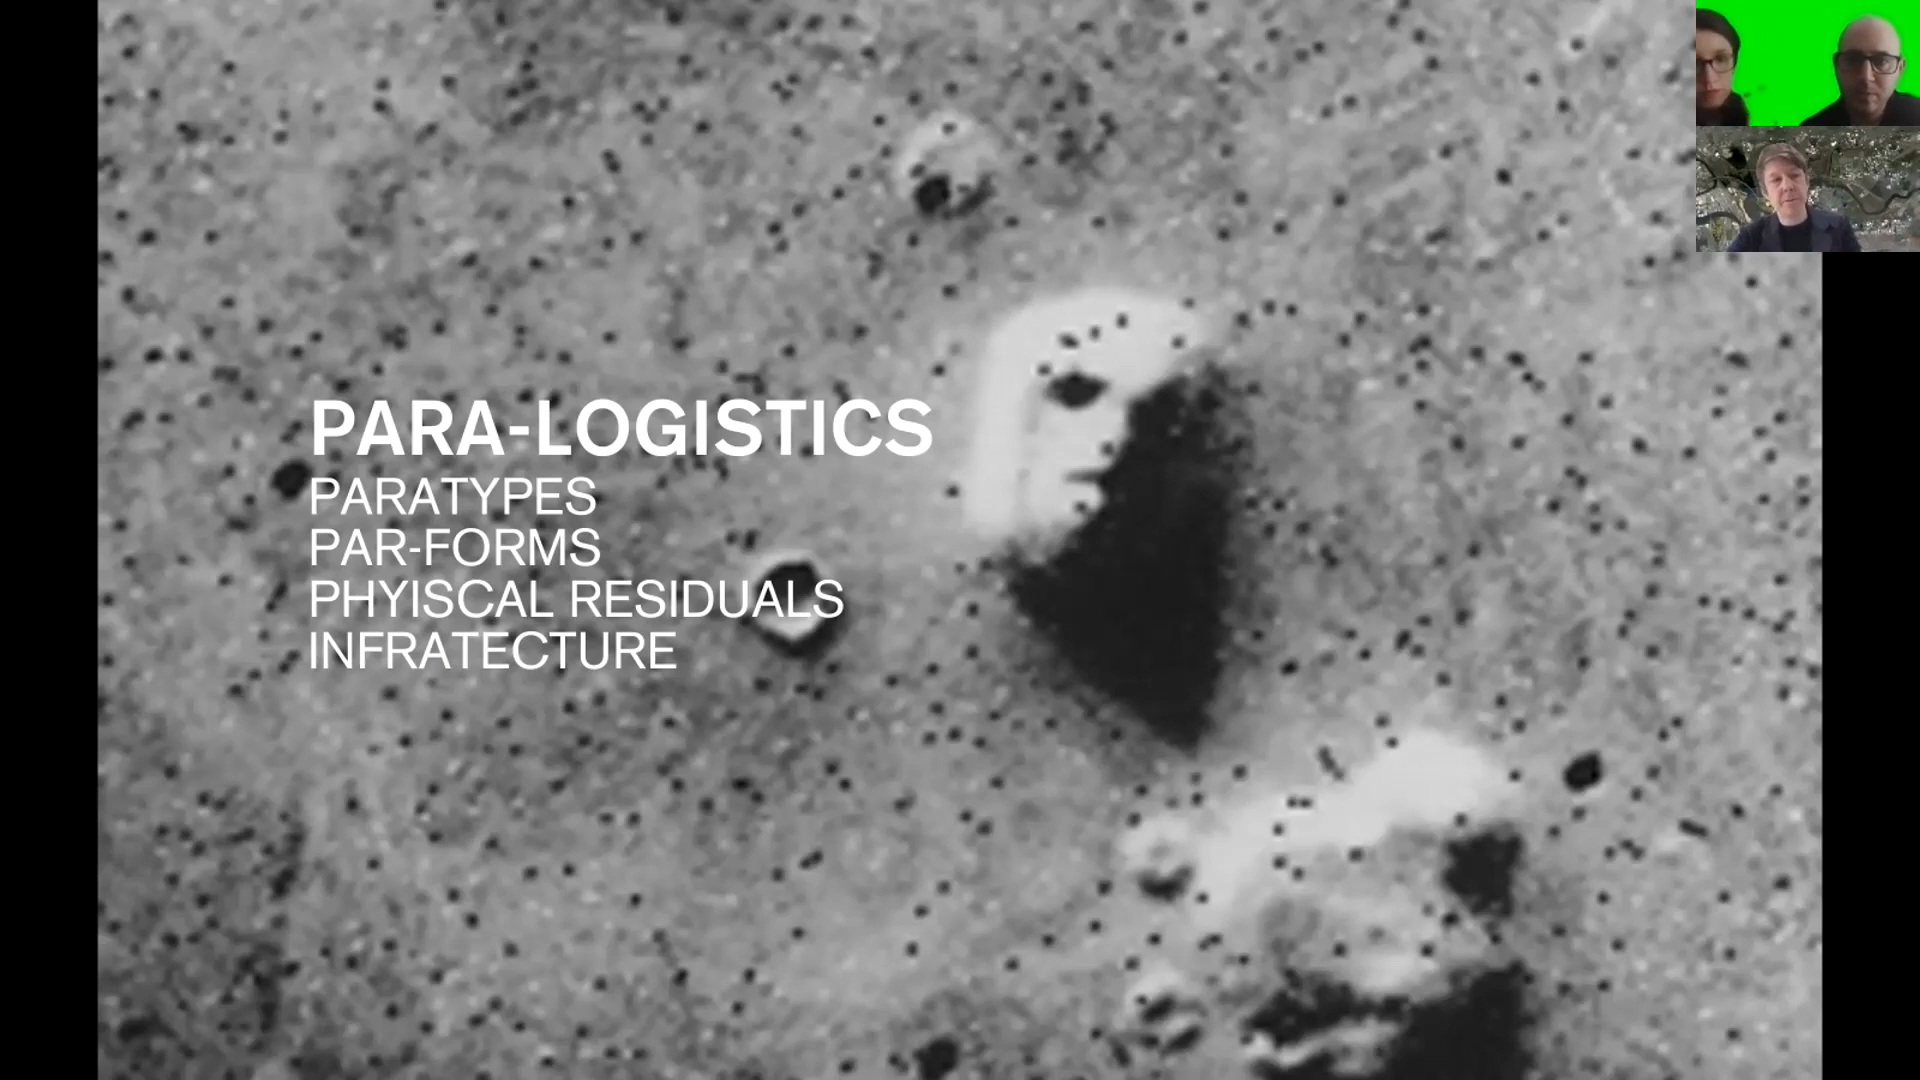 PARA-LOGISTICS
PARATYPES
PAR-FORMS
PHYISCAL RESIDUALS
INFRATECTURE